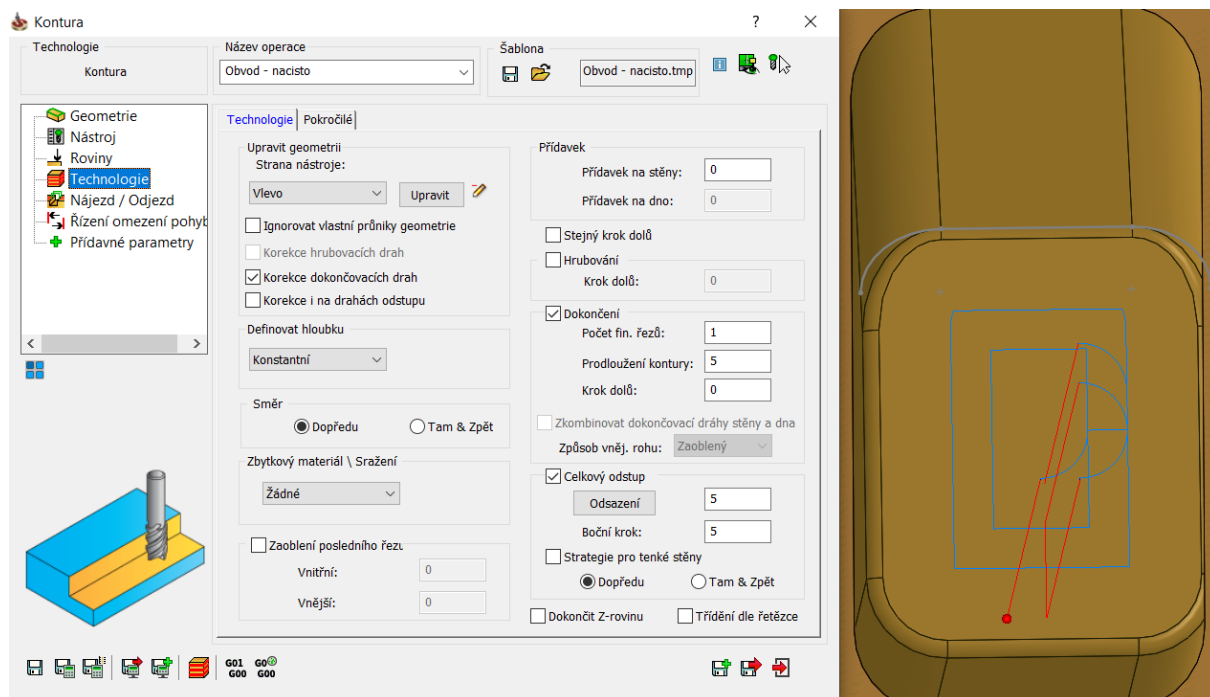 Kontura
?
Technologie
Kontura
Název operace
Obvod - nacisto
Šablona
Obvod - nacisto.tmp
Geometrie
Nástroj
Roviny
Technologie
Nájezd / Odjezd
Řízení omezení pohyb
Přídavné parametry
Technologie
Pokročilé
Upravit geometrii
Strana nástroje:
Vlevo
Upravit
Ignorovat vlastní průniky geometrie
Korekce hrubovacích drah
Korekce dokončovacích drah
Korekce i na drahách odstupu
Definovat hloubku
Konstantní
Směr
Dopředu
Tam & Zpět
Zbytkový materiál \ Sražení
Žádné
Zaoblení posledního řezu
Vnitřní:
0
Vnější:
0
Přídavek
Přídavek na stěny:
0
Přídavek na dno:
0
Stejný krok dolů
Hrubování
Krok dolů:
0
Dokončení
Počet fin. řezů:
1
Prodloužení kontury:
5
Krok dolů:
0
Zkombinovat dokončovací dráhy stěny a dna
Způsob vněj. rohu:
Zaoblený
Celkový odstup
Odsazení
5
Boční krok:
5
Strategie pro tenké stěny
Dopředu
Tam & Zpět
Dokončit Z-rovinu
Třídění dle řetězce
G01
G00
G0
G00